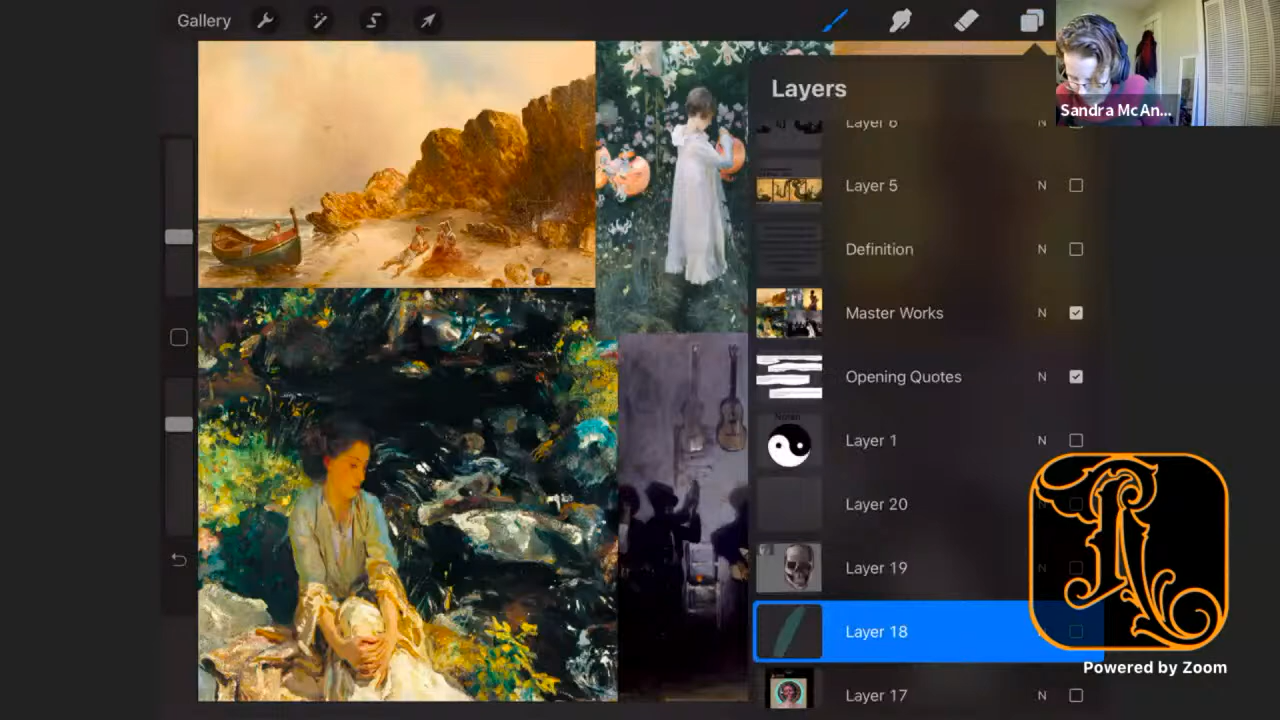 Gallery
Layers
Sandra McAn...
Layer 6 N
Layer 5 N
Definition N
Master Works N
Opening Quotes N
Layer 1 N
Layer 20
Layer 19 N
Layer 18
Powered by Zoom
Layer 17 N